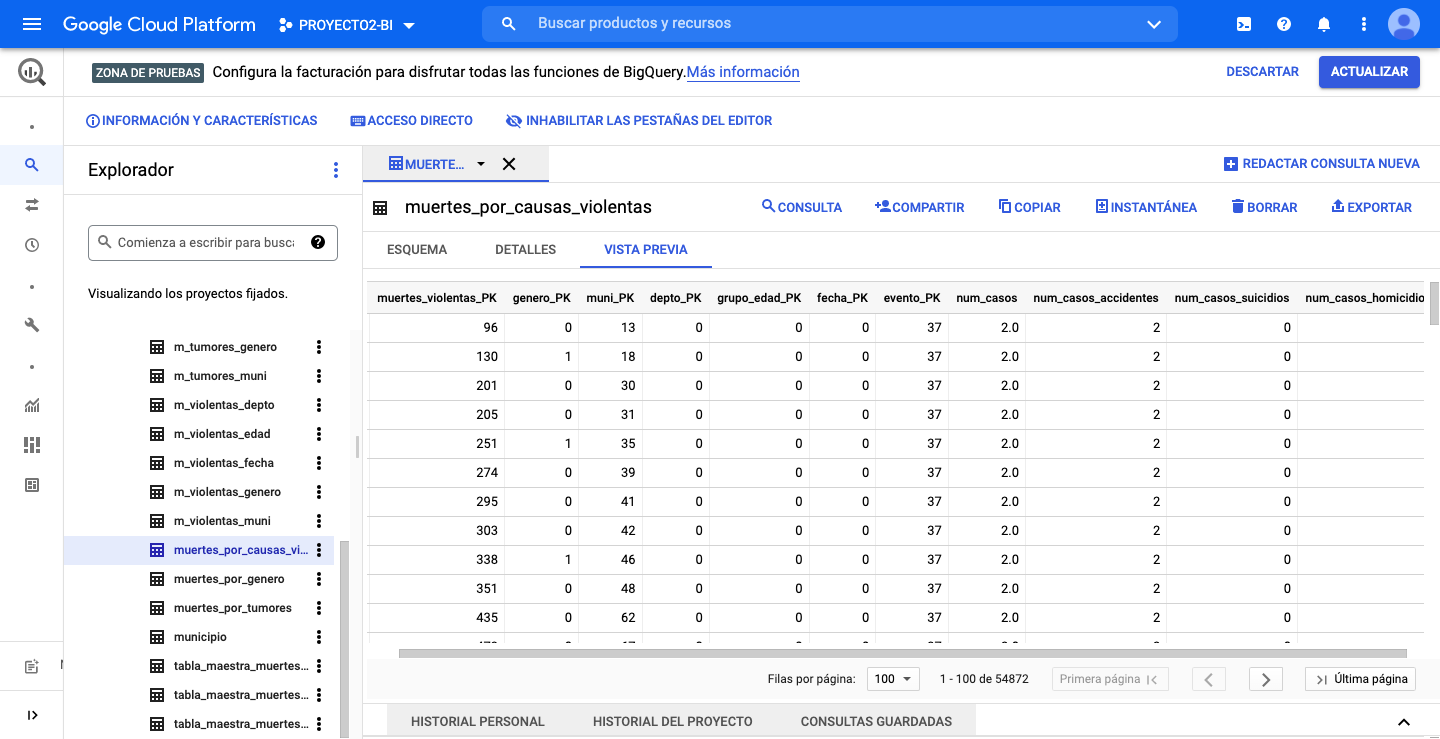 Google Cloud Platform PROYECTO2-BI Buscar productos y recursos
ZONA DE PRUEBAS Configura la facturación para disfrutar todas las funciones de BigQuery. Más información DESCARTAR ACTUALIZAR
INFORMACIÓN Y CARACTERÍSTICAS ACCESO DIRECTO INHABILITAR LAS PESTAÑAS DEL EDITOR
Explorador
Comienza a escribir para busca
Visualizando los proyectos fijados.
m_tumores_genero
m_tumores_muni
m_violentas_depto
m_violentas_edad
m_violentas_fecha
m_violentas_genero
m_violentas_muni
muertes_por_causas_vi...
muertes_por_genero
muertes_por_tumores
municipio
tabla_maestra_muertes...
tabla_maestra_muertes...
tabla_maestra_muertes...
MUERTE... REDACTAR CONSULTA NUEVA
muertes_por_causas_violentas CONSULTA COMPARTIR COPIAR INSTANTÁNEA BORRAR EXPORTAR
ESQUEMA DETALLES VISTA PREVIA
muertes_violentas_PK genero_PK muni_PK depto_PK grupo_edad_PK fecha_PK evento_PK num_casos num_casos_accidentes num_casos_suicidios num_casos_homicidio
96 0 13 0 0 0 37 2.0 2 0
130 1 18 0 0 0 37 2.0 2 0
201 0 30 0 0 0 37 2.0 2 0
205 0 31 0 0 0 37 2.0 2 0
251 1 35 0 0 0 37 2.0 2 0
274 0 39 0 0 0 37 2.0 2 0
295 0 41 0 0 0 37 2.0 2 0
303 0 42 0 0 0 37 2.0 2 0
338 1 46 0 0 0 37 2.0 2 0
351 0 48 0 0 0 37 2.0 2 0
435 0 62 0 0 0 37 2.0 2 0
Filas por página: 100 1 - 100 de 54872 Primera página Última página
HISTORIAL PERSONAL HISTORIAL DEL PROYECTO CONSULTAS GUARDADAS